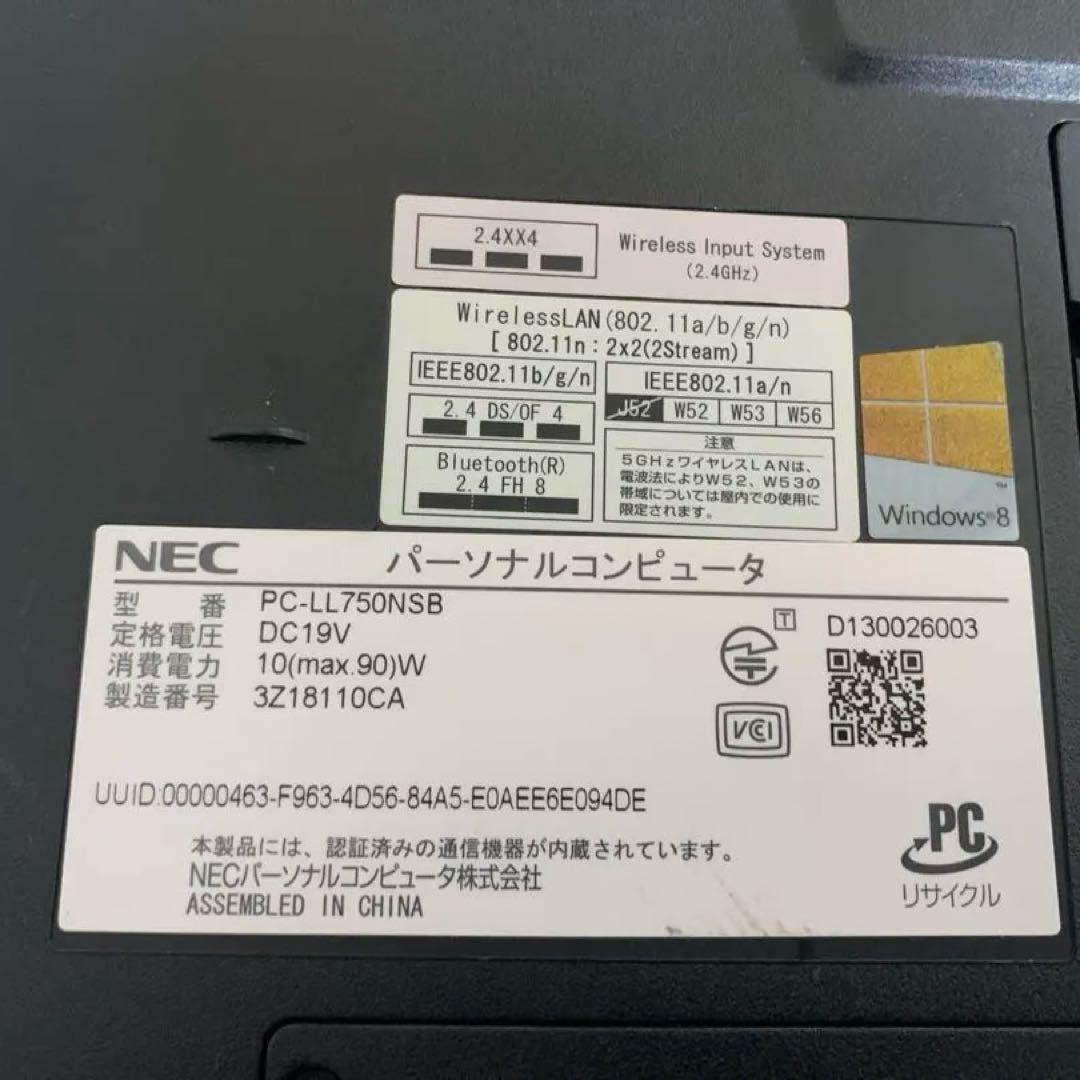 2.4XX4
Wireless Input System
(2.4GHz)
WirelessLAN(802.11a/b/g/n)
[ 802.11n : 2x2(2Stream) ]
IEEE802.11b/g/n
2.4 DS/OF 4
Bluetooth(R)
2.4 FH 8
IEEE802.11a/n
J52 W52 W53 W56
注意
5GHzワイヤレスLANは、
電波法によりW52、W53の
帯域については屋内での使用に
限定されます。
Windows®8
NEC パーソナルコンピュータ
型 番 PC-LL750NSB
定格電圧 DC19V
消費電力 10(max.90)W
製造番号 3Z18110CA
T
D130026003
VCI
UUID:00000463-F963-4D56-84A5-E0AEE6E094DE
本製品には、認証済みの通信機器が内蔵されています。
NECパーソナルコンピュータ株式会社
ASSEMBLED IN CHINA
PC
リサイクル